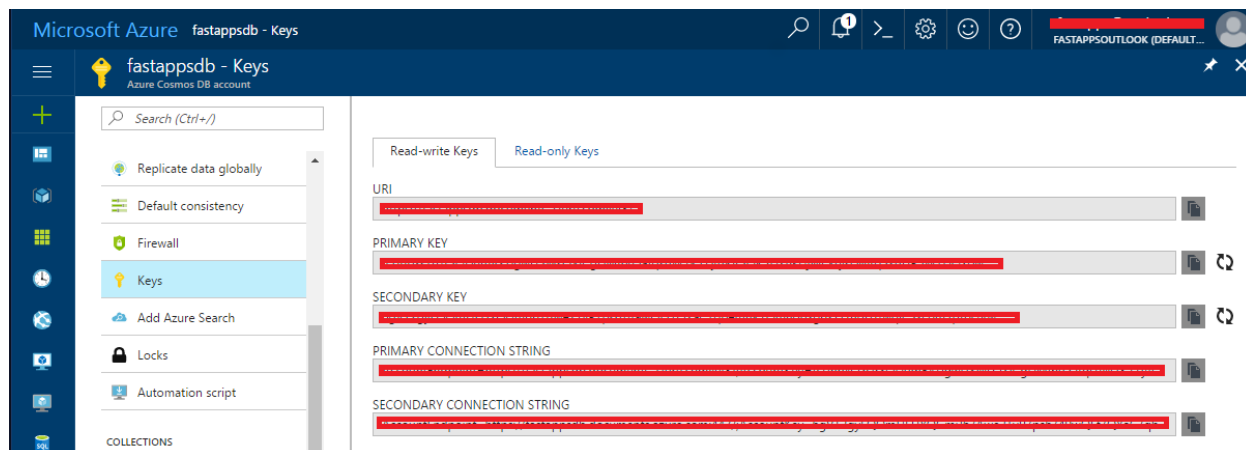 Microsoft Azure fastappsdb - Keys
1
FASTAPPSOUTLOOK (DEFAULT...
fastappsdb - Keys
Azure Cosmos DB account
Search (Ctrl+/)
Replicate data globally
Default consistency
Firewall
Keys
Add Azure Search
Locks
Automation script
COLLECTIONS
Read-write Keys Read-only Keys
URI
PRIMARY KEY
SECONDARY KEY
PRIMARY CONNECTION STRING
SECONDARY CONNECTION STRING
SQL